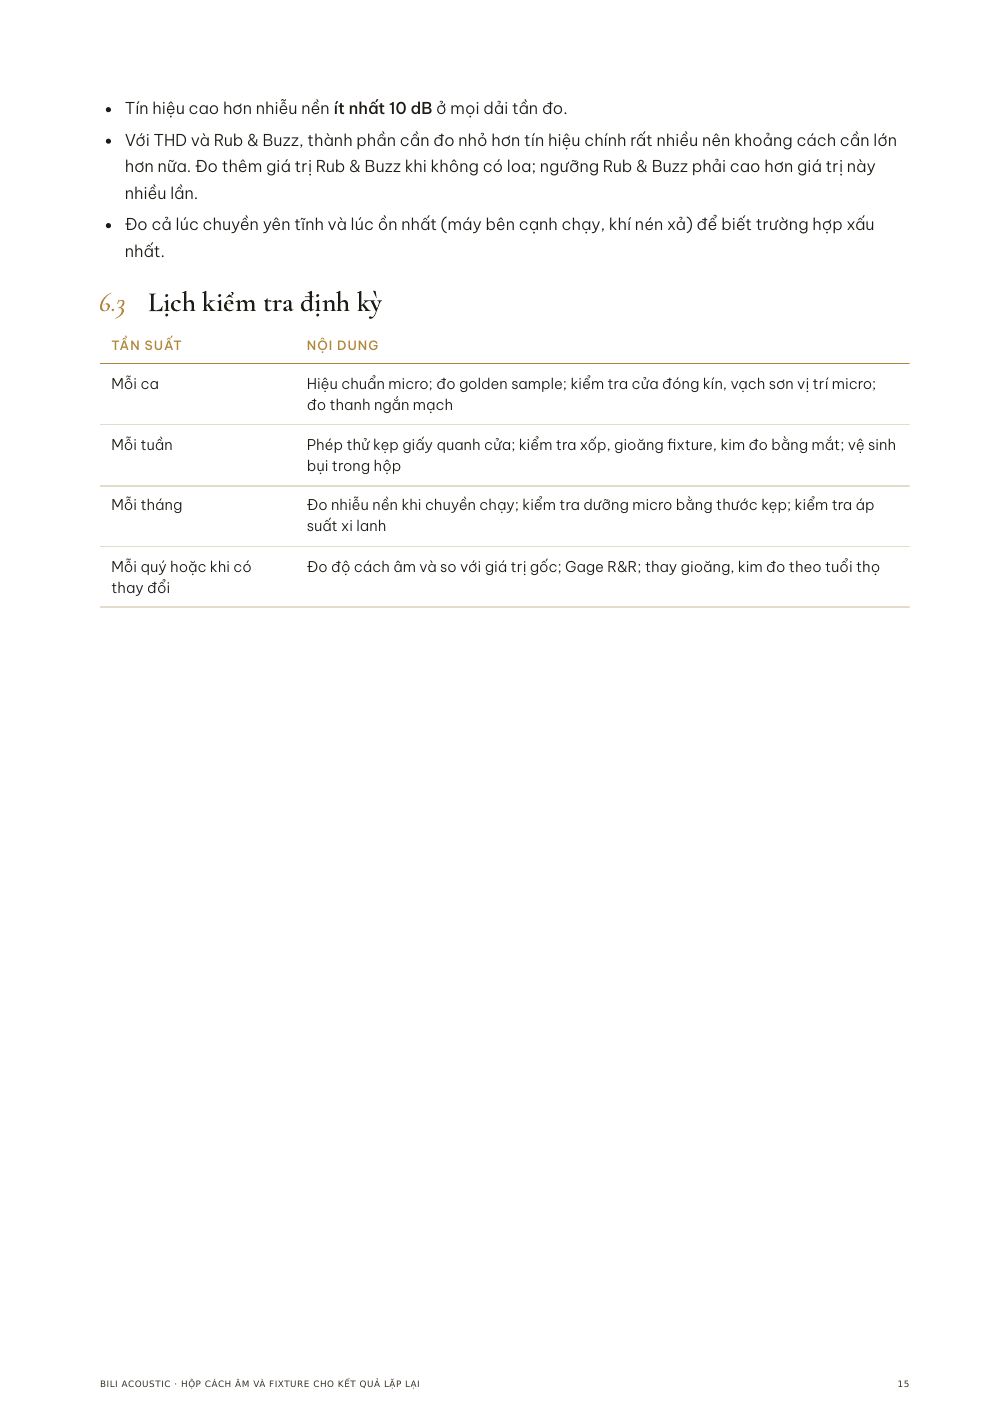 • Tín hiệu cao hơn nhiễu nền ít nhất 10 dB ở mọi dải tần đo.
• Với THD và Rub & Buzz, thành phần cần đo nhỏ hơn tín hiệu chính rất nhiều nên khoảng cách cần lớn
hơn nữa. Đo thêm giá trị Rub & Buzz khi không có loa; ngưỡng Rub & Buzz phải cao hơn giá trị này
nhiều lần.
• Đo cả lúc chuyền yên tĩnh và lúc ồn nhất (máy bên cạnh chạy, khí nén xả) để biết trường hợp xấu
nhất.
6.3 Lịch kiểm tra định kỳ
TẦN SUẤT NỘI DUNG
Mỗi ca Hiệu chuẩn micro; đo golden sample; kiểm tra cửa đóng kín, vạch sơn vị trí micro;
đo thanh ngắn mạch
Mỗi tuần Phép thử kẹp giấy quanh cửa; kiểm tra xốp, gioăng fixture, kim đo bằng mắt; vệ sinh
bụi trong hộp
Mỗi tháng Đo nhiễu nền khi chuyền chạy; kiểm tra dưỡng micro bằng thước kẹp; kiểm tra áp
suất xi lanh
Mỗi quý hoặc khi có Đo độ cách âm và so với giá trị gốc; Gage R&R; thay gioăng, kim đo theo tuổi thọ
thay đổi
BILI ACOUSTIC · HỘP CÁCH ÂM VÀ FIXTURE CHO KẾT QUẢ LẶP LẠI 15